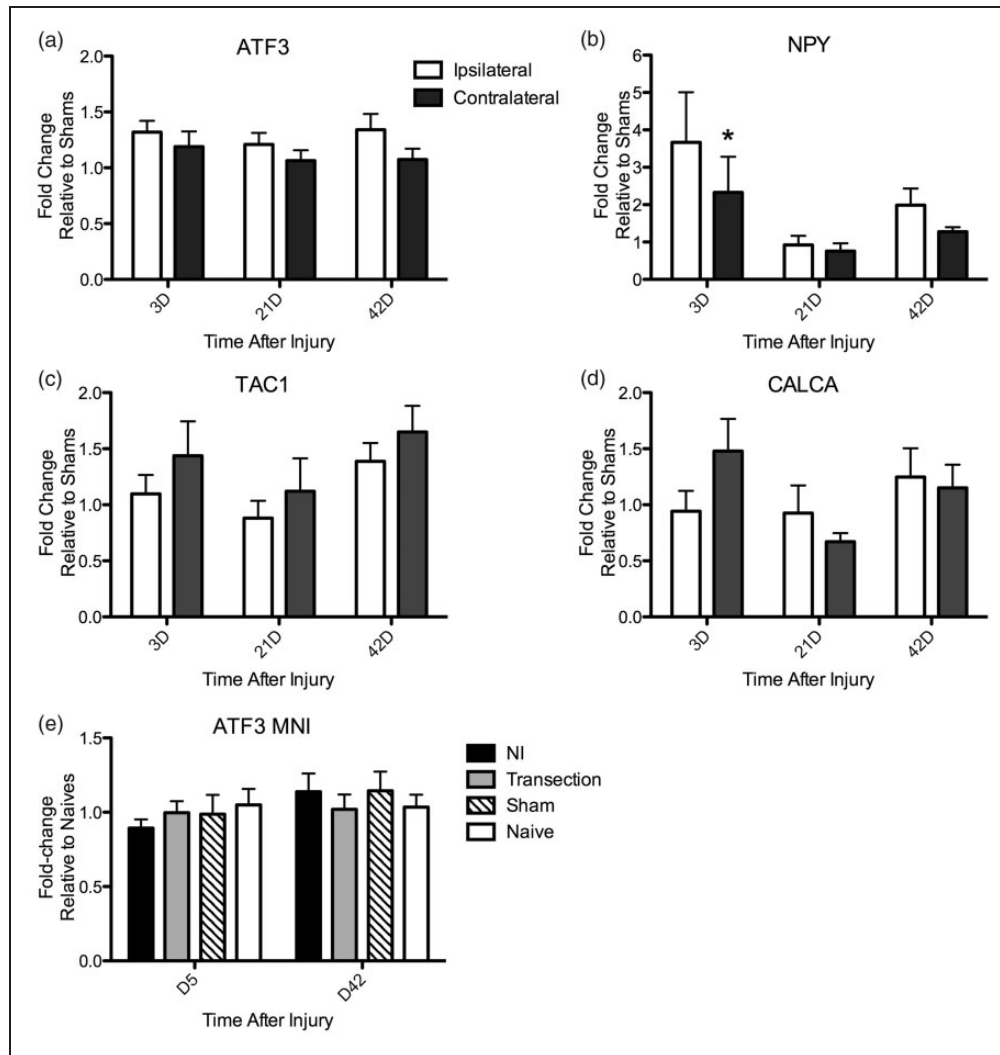 (a)
ATF3
2.0
1.5
1.0
0.5
0.0
Fold Change
Relative to Shams
3D
21D
42D
Time After Injury
Ipsilateral
Contralateral
(b)
NPY
6
5
4
3
2
1
0
Fold Change
Relative to Shams
*
3D
21D
42D
Time After Injury
(c)
TAC1
2.0
1.5
1.0
0.5
0.0
Fold Change
Relative to Shams
3D
21D
42D
Time After Injury
(d)
CALCA
2.0
1.5
1.0
0.5
0.0
Fold Change
Relative to Shams
3D
21D
42D
Time After Injury
(e)
ATF3 MNI
1.5
1.0
0.5
0.0
Fold-change
Relative to Naives
D5
D42
Time After Injury
NI
Transection
Sham
Naive